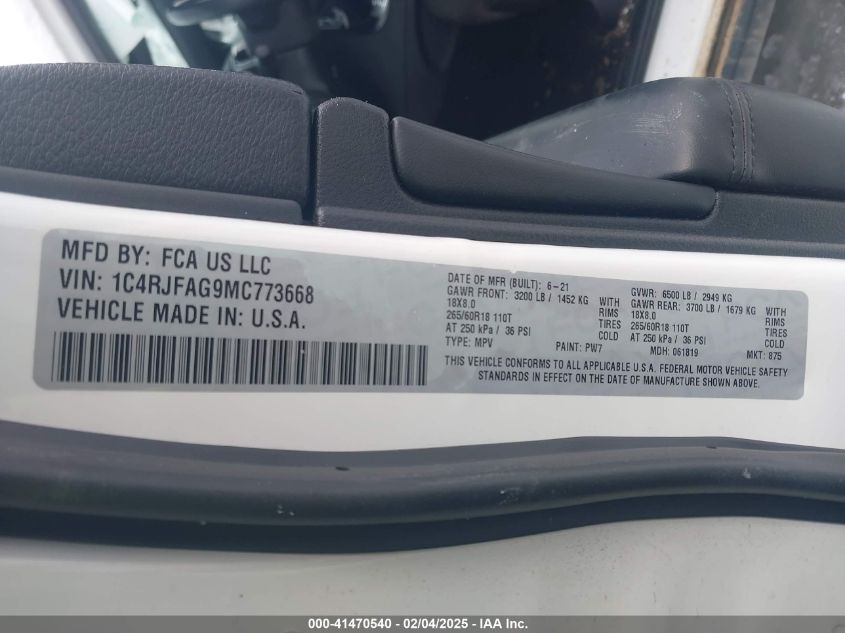 MFD BY: FCA US LLC
VIN: 1C4RJFAG9MC773668
VEHICLE MADE IN: U.S.A.
DATE OF MFR (BUILT): 6-21 GVWR: 6500 LB / 2949 KG
GAWR FRONT: 3200 LB / 1452 KG WITH GAWR REAR: 3700 LB / 1679 KG WITH
18X8.0 RIMS 18X8.0 RIMS
265/60R18 110T TIRES 265/60R18 110T TIRES
AT 250 kPa / 36 PSI COLD AT 250 kPa / 36 PSI COLD
TYPE: MPV PAINT: PW7 MDH: 061819 MKT: 875
THIS VEHICLE CONFORMS TO ALL APPLICABLE U.S.A. FEDERAL MOTOR VEHICLE SAFETY
STANDARDS IN EFFECT ON THE DATE OF MANUFACTURE SHOWN ABOVE.
000-41470540 - 02/04/2025 - IAA Inc.